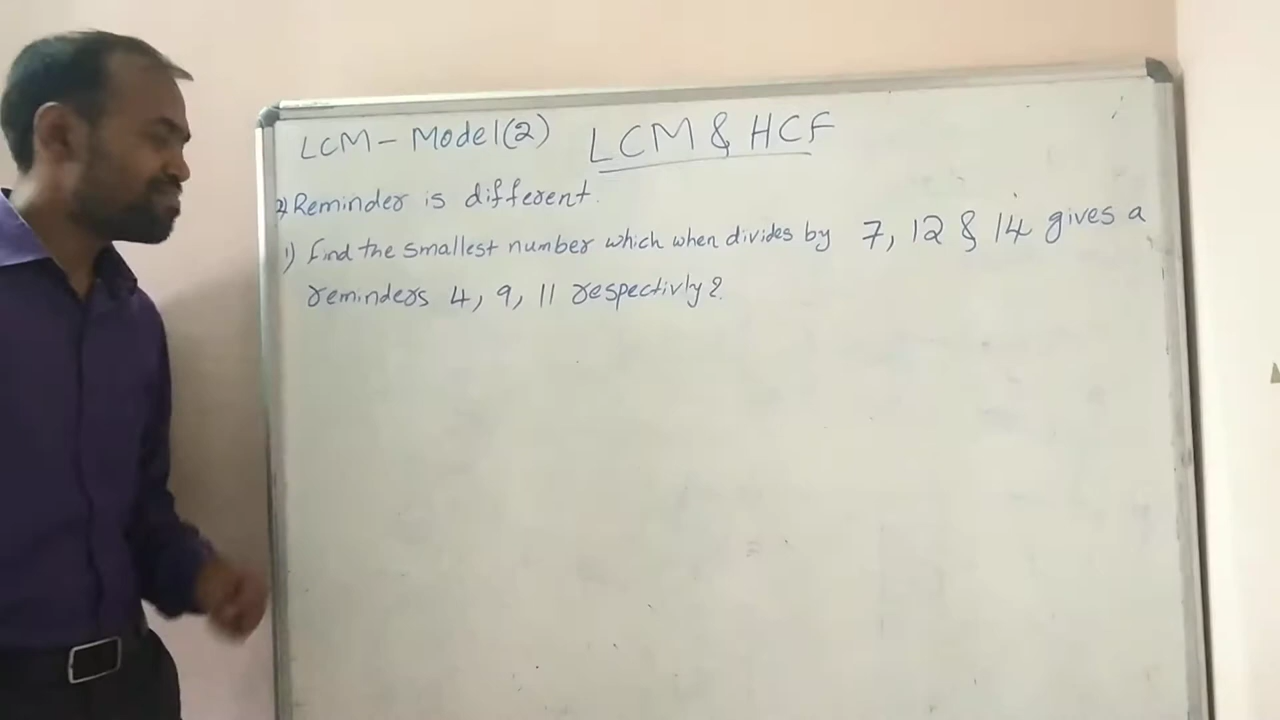 LCM - Model(2) LCM & HCF
2) Reminder is different.
1) Find the smallest number which when divides by 7, 12 & 14 gives a
reminders 4, 9, 11 respectivly?